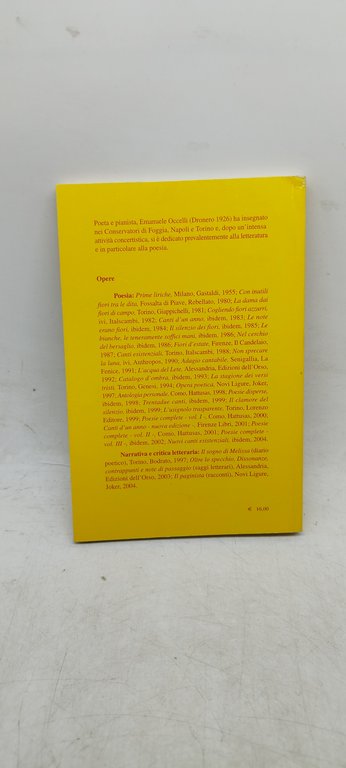 Poeta e pianista, Emanuele Occelli (Dronero 1926) ha insegnato
nei Conservatori di Foggia, Napoli e Torino e, dopo un'intensa
attività concertistica, si è dedicato prevalentemente alla letteratura
e in particolare alla poesia.
Opere
Poesia: Prime liriche, Milano, Gastaldi, 1955; Con inutili
fiori tra le dita, Fossalta di Piave, Rebellato, 1980; La dama dai
fiori di campo, Torino, Giappichelli, 1981; Cogliendo fiori azzurri,
ivi, Italscambi, 1982; Canti d'un anno, ibidem, 1983; Le note
erano fiori, ibidem, 1984; Il silenzio dei fiori, ibidem, 1985; Le
bianche, le teneramente soffici mani, ibidem, 1986; Nel cerchio
del bersaglio, ibidem, 1986; Fiori d'estate, Firenze, Il Candelaio,
1987; Canti esistenziali, Torino, Italscambi, 1988; Non specchiare
la luna, ivi, Anthropos, 1990; Adagio cantabile, Senigallia, La
Fenice, 1991; L'acqua del Lete, Alessandria, Edizioni dell'Orso,
1992; Catalogo d'ombra, ibidem, 1993; La stagione dei versi
tristi, Torino, Genesi, 1994; Opera poetica, Novi Ligure, Joker,
1997; Antologia personale, Como, Hattusas, 1998; Poesie disperse,
ibidem, 1998; Trentadue canti, ibidem, 1999; Il clamore del
silenzio, ibidem, 1999; L'usignolo trasparente, Torino, Lorenzo
Editore, 1999; Poesie complete - vol. I -, Como, Hattusas, 2000;
Canti d'un anno - nuova edizione -, Firenze Libri, 2001; Poesie
complete - vol. II -, Como, Hattusas, 2001; Poesie complete -
vol. III -, ibidem, 2002; Nuovi canti esistenziali, ibidem, 2004.
Narrativa e critica letteraria: Il sogno di Melissa (diario
poetico), Torino, Bodrato, 1997; Oltre lo specchio. Dissonanze,
contrappunti e note di passaggio (saggi letterari), Alessandria,
Edizioni dell'Orso, 2003; Il paginista (racconti), Novi Ligure,
Joker, 2004.
€ 16,00